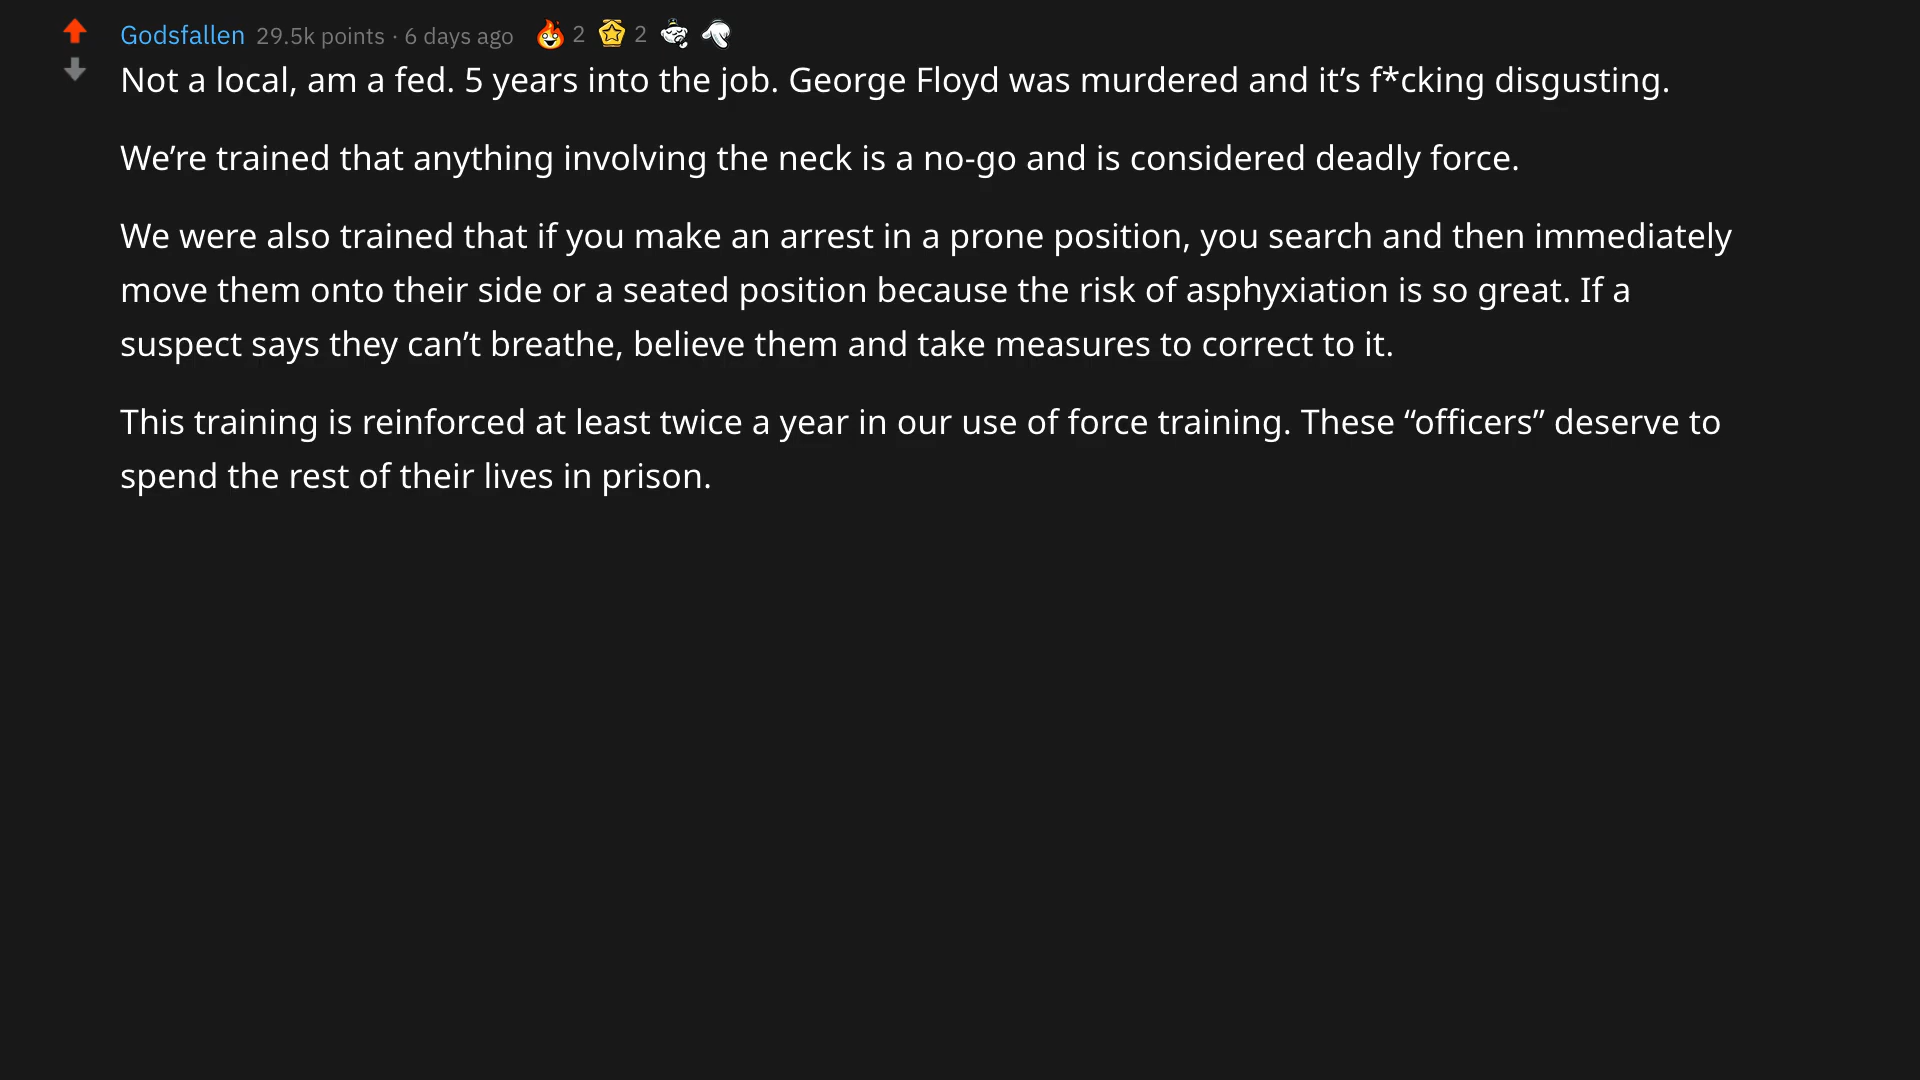 Godsfallen 29.5k points · 6 days ago 2 2
Not a local, am a fed. 5 years into the job. George Floyd was murdered and it’s f*cking disgusting.
We’re trained that anything involving the neck is a no-go and is considered deadly force.
We were also trained that if you make an arrest in a prone position, you search and then immediately
move them onto their side or a seated position because the risk of asphyxiation is so great. If a
suspect says they can’t breathe, believe them and take measures to correct to it.
This training is reinforced at least twice a year in our use of force training. These “officers” deserve to
spend the rest of their lives in prison.